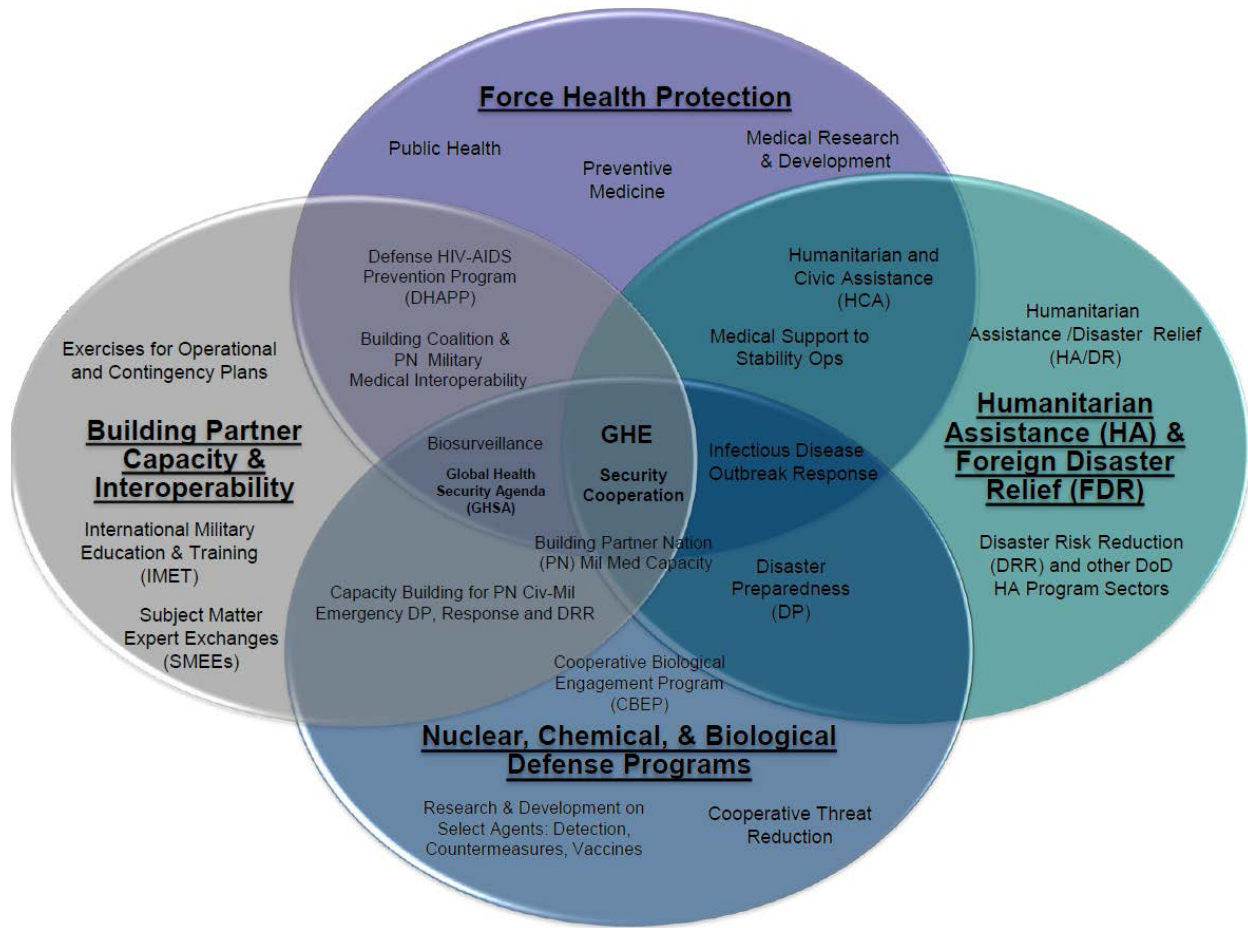 Force Health Protection
Public Health
Preventive
Medicine
Medical Research
& Development
Defense HIV-AIDS
Prevention Program
(DHAPP)
Building Coalition &
PN Military
Medical Interoperability
Humanitarian and
Civic Assistance
(HCA)
Medical Support to
Stability Ops
Exercises for Operational
and Contingency Plans
Building Partner
Capacity &
Interoperability
International Military
Education & Training
(IMET)
Subject Matter
Expert Exchanges
(SMEEs)
Humanitarian
Assistance /Disaster Relief
(HA/DR)
Humanitarian
Assistance (HA) &
Foreign Disaster
Relief (FDR)
Disaster Risk Reduction
(DRR) and other DoD
HA Program Sectors
Biosurveillance
Global Health
Security Agenda
(GHSA)
GHE
Security
Cooperation
Infectious Disease
Outbreak Response
Building Partner Nation
(PN) Mil Med Capacity
Capacity Building for PN Civ-Mil
Emergency DP, Response and DRR
Disaster
Preparedness
(DP)
Cooperative Biological
Engagement Program
(CBEP)
Nuclear, Chemical, & Biological
Defense Programs
Research & Development on
Select Agents: Detection,
Countermeasures, Vaccines
Cooperative Threat
Reduction